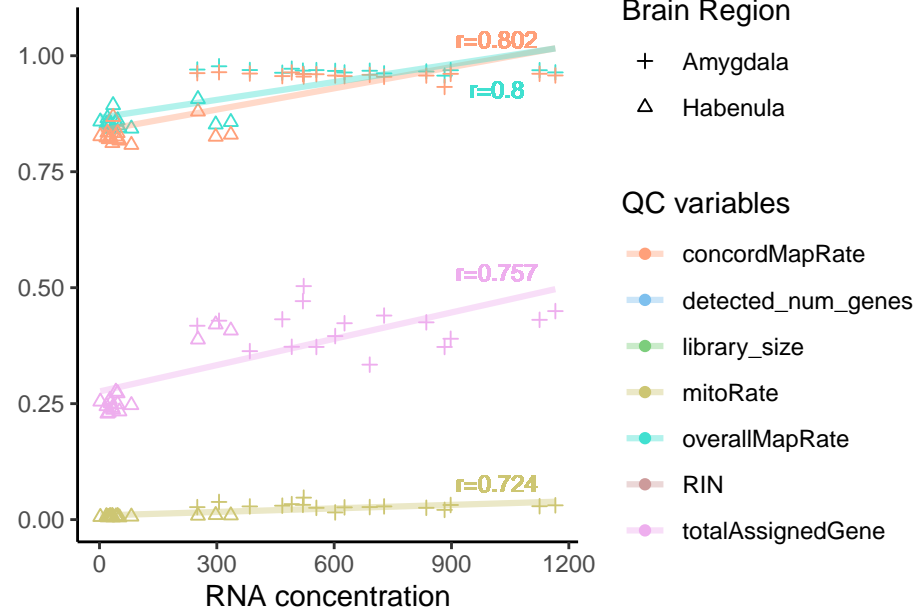 1.00
0.75
0.50
0.25
0.00
r=0.802
r=0.8
r=0.757
r=0.724
0
300
600
900
1200
RNA concentration
Brain Region
Amygdala
Habenula
QC variables
concordMapRate
detected_num_genes
library_size
mitoRate
overallMapRate
RIN
totalAssignedGene